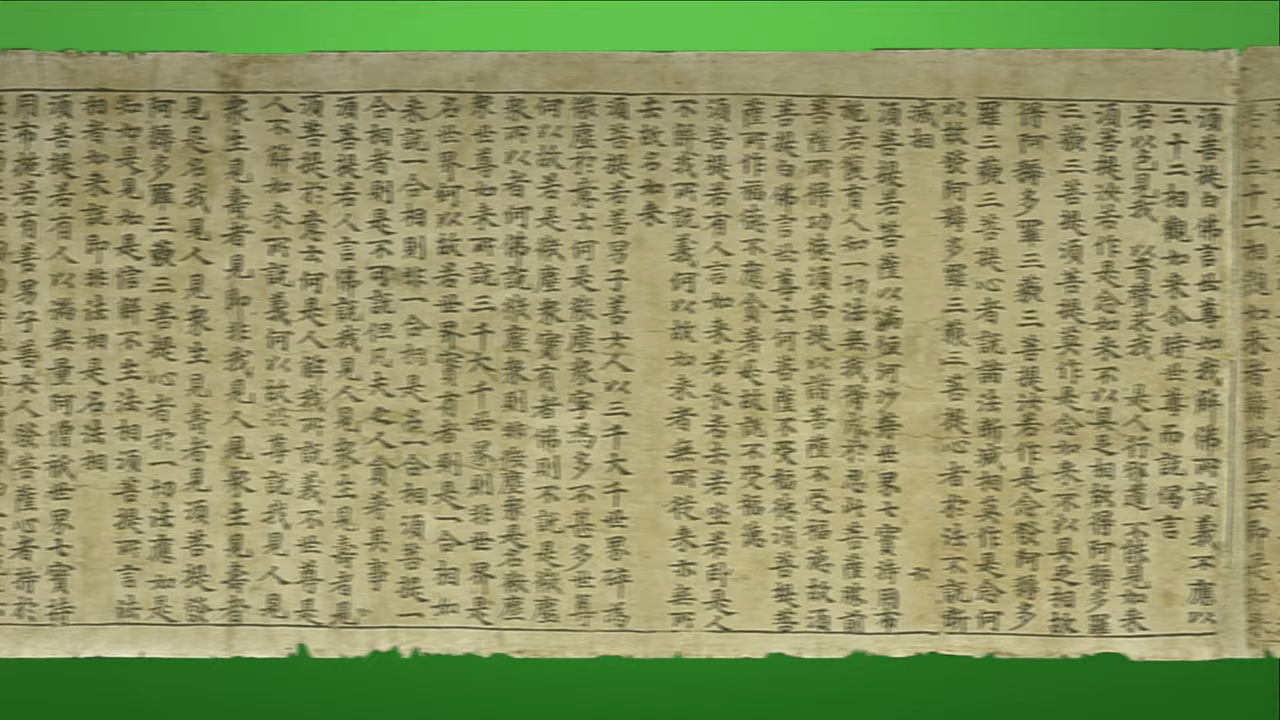 以三十二相觀如來者轉輪聖王即
須菩提白佛言世尊如我解佛所說義不應以
三十二相觀如來爾時世尊而說偈言
若以色見我 以音聲求我 是人行邪道 不能見如來
須菩提汝若作是念如來不以具足相故得阿耨多羅
三藐三菩提須菩提莫作是念如來不以具足相故
得阿耨多羅三藐三菩提汝若作是念發阿耨多
羅三藐三菩提心者說諸法斷滅相莫作是念何
以故發阿耨多羅三藐三菩提心者於法不說斷
滅相
須菩提若菩薩以滿恒河沙等世界七寶持用布
施若復有人知一切法無我得成於忍此菩薩勝前
菩薩所得功德須菩提以諸菩薩不受福德故須
菩提白佛言世尊云何菩薩不受福德須菩提菩
薩所作福德不應貪著是故說不受福德
須菩提若有人言如來若來若去若坐若臥是人
不解我所說義何以故如來者無所從來亦無所
去故名如來
須菩提若善男子善女人以三千大千世界碎為
微塵於意云何是微塵眾寧為多不甚多世尊
何以故若是微塵眾實有者佛則不說是微塵
眾所以者何佛說微塵眾則非微塵眾是名微塵
眾世尊如來所說三千大千世界則非世界是
名世界何以故若世界實有者則是一合相如
來說一合相則非一合相是名一合相須菩提一
合相者則是不可說但凡夫之人貪著其事
須菩提若人言佛說我見人見眾生見壽者見
須菩提於意云何是人解我所說義不世尊是
人不解如來所說義何以故世尊說我見人見
眾生見壽者見即非我見人見眾生見壽者
見是名我見人見眾生見壽者見須菩提發
阿耨多羅三藐三菩提心者於一切法應如是
知如是見如是信解不生法相須菩提所言法
相者如來說即非法相是名法相
須菩提若有人以滿無量阿僧祇世界七寶持
用布施若有善男子善女人發菩薩心者持於